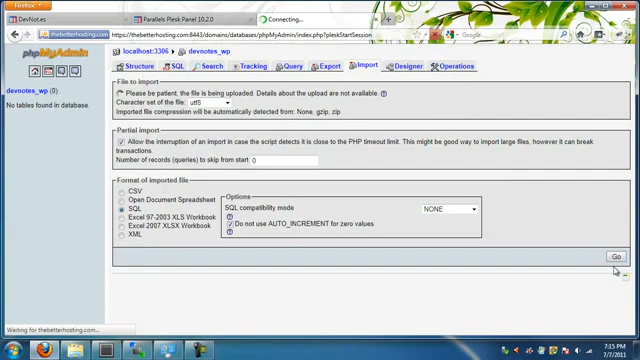 Firefox
DevNot.es
Parallels Plesk Panel 10.2.0
Connecting...
thebetterhosting.com
thebetterhosting.com:8443/domains/databases/phpMyAdmin/index.php?pleskStartSession
phpMyAdmin
localhost:3306
devnotes_wp
Structure
SQL
Search
Tracking
Query
Export
Import
Designer
Operations
devnotes_wp (0)
No tables found in database.
File to import
Please be patient, the file is being uploaded. Details about the upload are not available.
Character set of the file: utf8
Imported file compression will be automatically detected from: None, gzip, zip
Partial import
Allow the interruption of an import in case the script detects it is close to the PHP timeout limit. This might be good way to import large files, however it can break
transactions.
Number of records (queries) to skip from start 0
Format of imported file
CSV
Open Document Spreadsheet
SQL
Excel 97-2003 XLS Workbook
Excel 2007 XLSX Workbook
XML
Options
SQL compatibility mode
NONE
Do not use AUTO_INCREMENT for zero values
Go
Waiting for thebetterhosting.com...
7:15 PM
7/7/2011